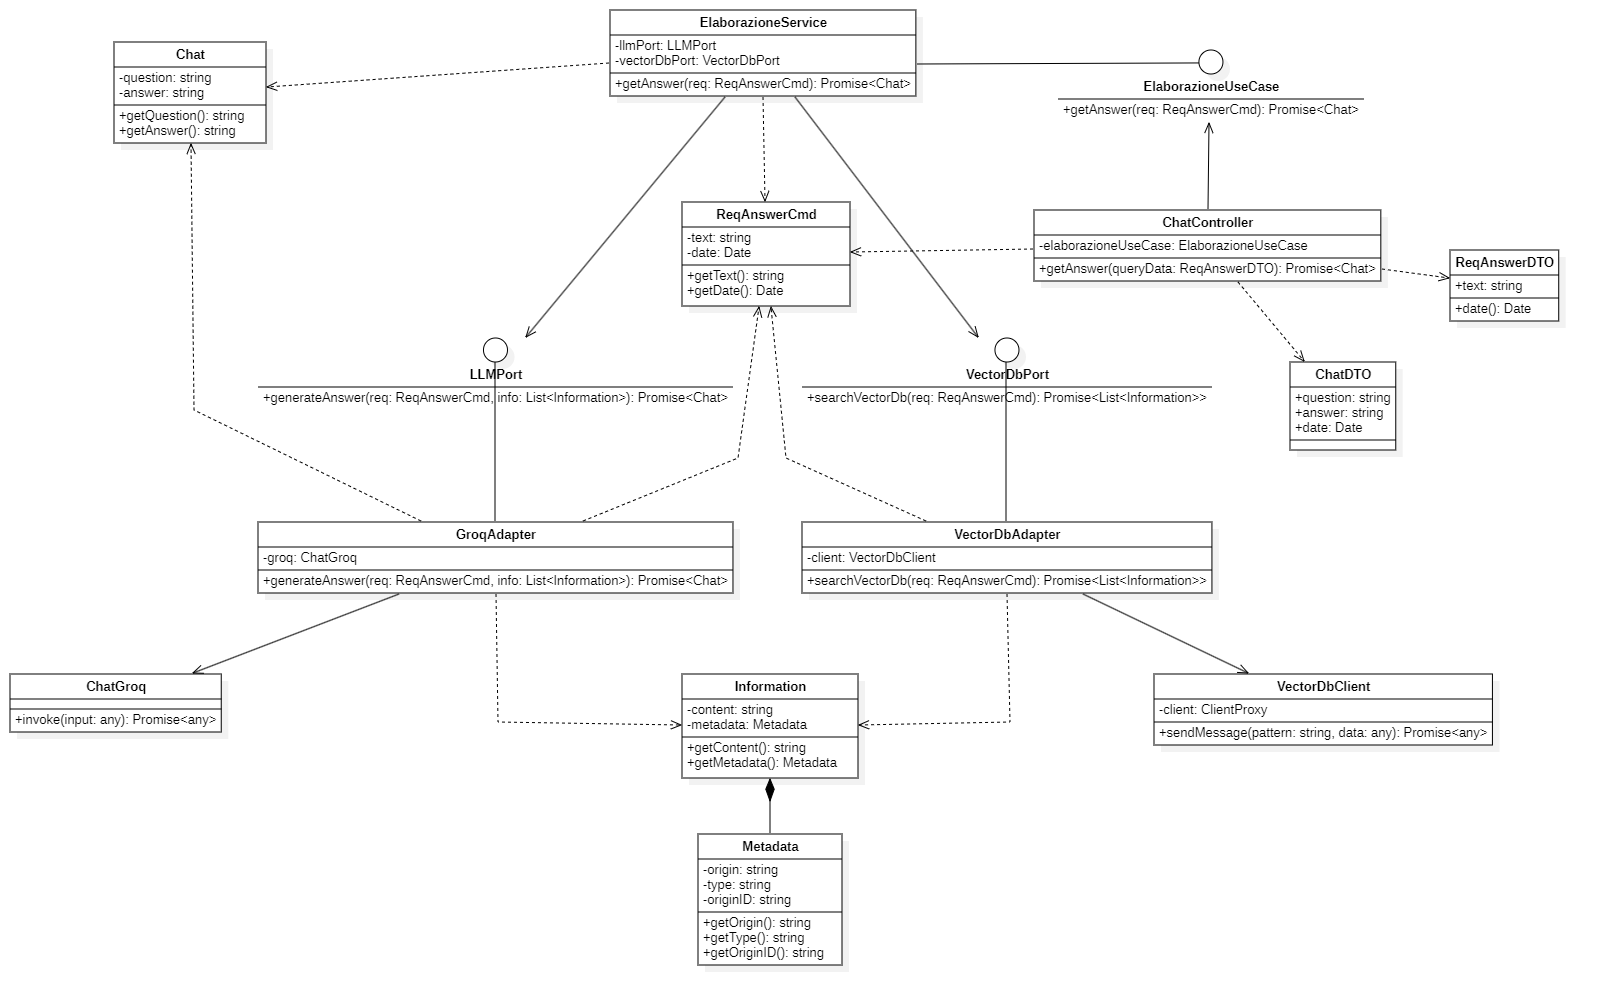 ElaborazioneService
-llmPort: LLMPort
-vectorDbPort: VectorDbPort
+getAnswer(req: ReqAnswerCmd): Promise<Chat>
Chat
-question: string
-answer: string
+getQuestion(): string
+getAnswer(): string
ElaborazioneUseCase
+getAnswer(req: ReqAnswerCmd): Promise<Chat>
ReqAnswerCmd
-text: string
-date: Date
+getText(): string
+getDate(): Date
ChatController
-elaborazioneUseCase: ElaborazioneUseCase
+getAnswer(queryData: ReqAnswerDTO): Promise<Chat>
ReqAnswerDTO
+text: string
+date(): Date
ChatDTO
+question: string
+answer: string
+date: Date
LLMPort
+generateAnswer(req: ReqAnswerCmd, info: List<Information>): Promise<Chat>
VectorDbPort
+searchVectorDb(req: ReqAnswerCmd): Promise<List<Information>>
GroqAdapter
-groq: ChatGroq
+generateAnswer(req: ReqAnswerCmd, info: List<Information>): Promise<Chat>
VectorDbAdapter
-client: VectorDbClient
+searchVectorDb(req: ReqAnswerCmd): Promise<List<Information>>
ChatGroq
+invoke(input: any): Promise<any>
Information
-content: string
-metadata: Metadata
+getContent(): string
+getMetadata(): Metadata
VectorDbClient
-client: ClientProxy
+sendMessage(pattern: string, data: any): Promise<any>
Metadata
-origin: string
-type: string
-originID: string
+getOrigin(): string
+getType(): string
+getOriginID(): string